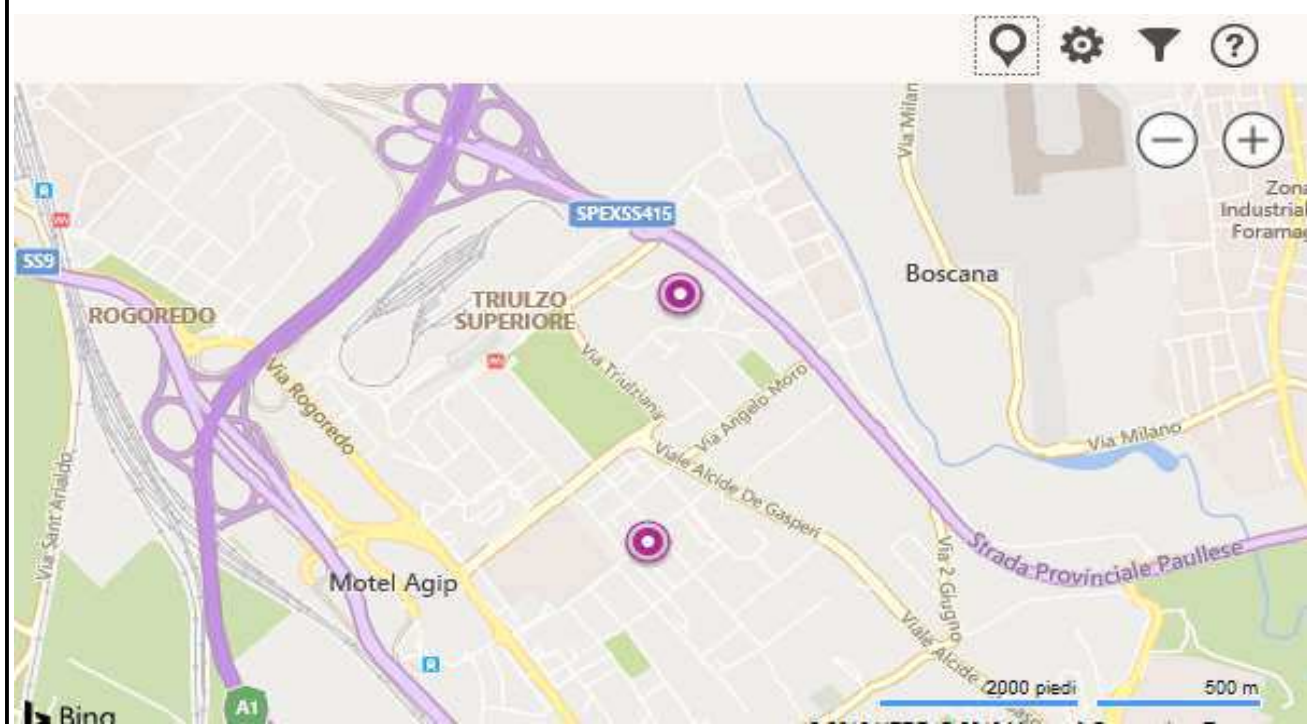 ?
Via Milan
Zona
Industrial
Foramag
SPEXSS415
SS9
Boscana
TRIULZO
SUPERIORE
ROGOREDO
Via Rogoredo
Via Triulziana
Via Angelo Moro
Via Milano
Viale Alcide De Gasperi
Via Sant'Arialdo
Strada Provinciale Paullese
Motel Agip
Via 2 Giugno
Viale Alcide
2000 piedi
500 m
A1
Bing